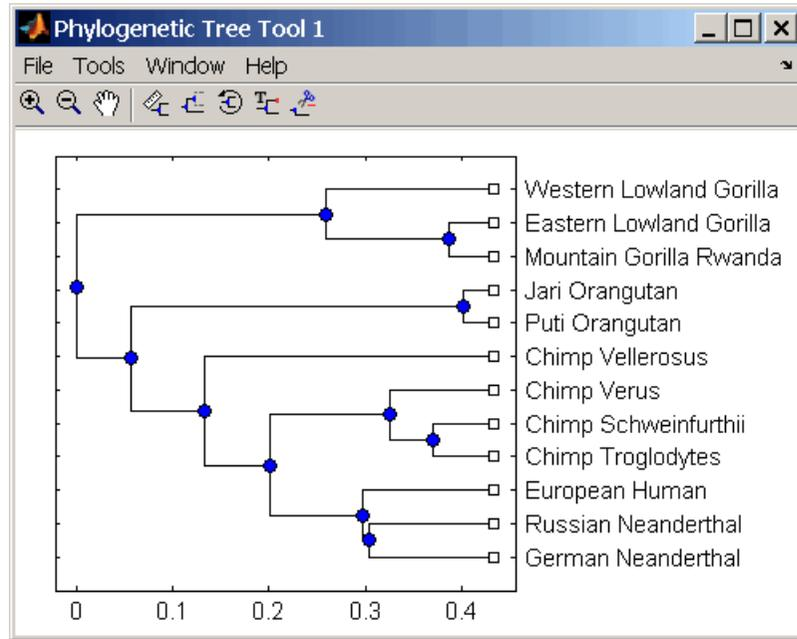 Phylogenetic Tree Tool 1
File Tools Window Help
Western Lowland Gorilla
Eastern Lowland Gorilla
Mountain Gorilla Rwanda
Jari Orangutan
Puti Orangutan
Chimp Vellerosus
Chimp Verus
Chimp Schweinfurthii
Chimp Troglodytes
European Human
Russian Neanderthal
German Neanderthal
0 0.1 0.2 0.3 0.4